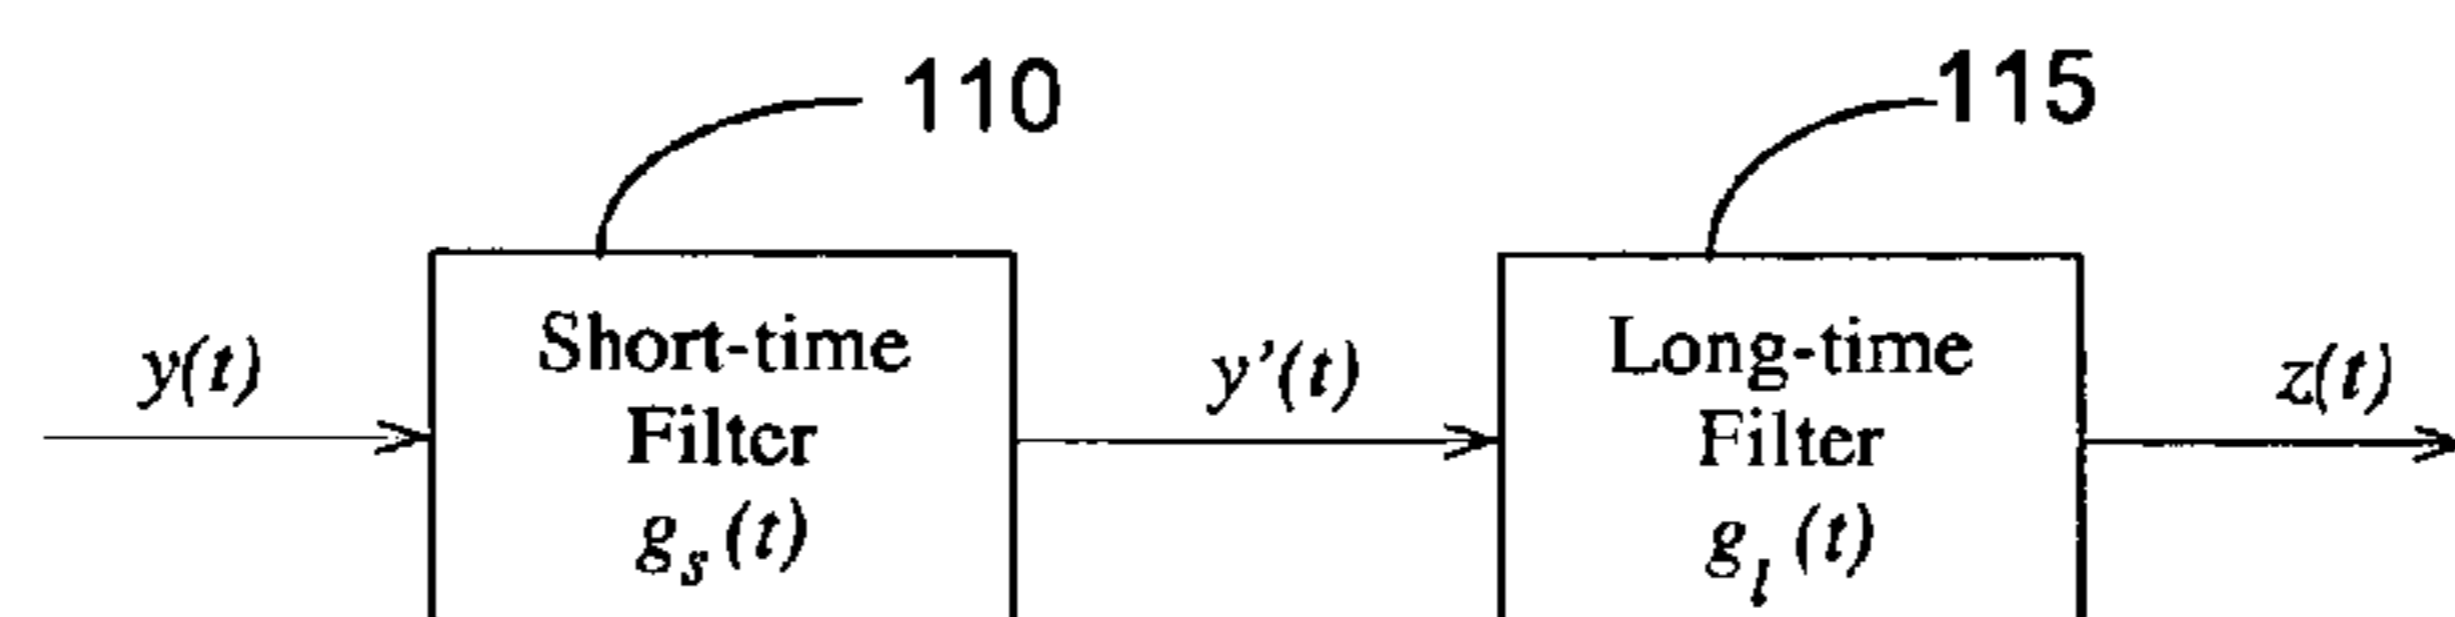 110
115
y(t)
Short-time
Filter
g_s(t)
y'(t)
Long-time
Filter
g_l(t)
z(t)